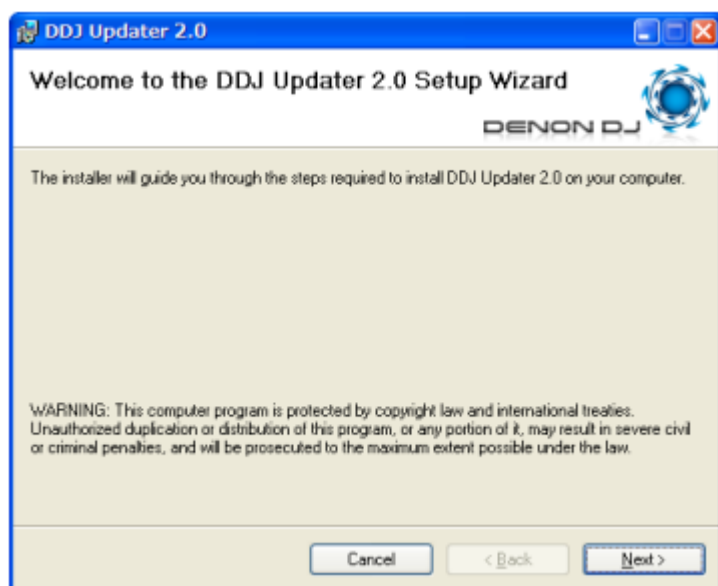 DDJ Updater 2.0
Welcome to the DDJ Updater 2.0 Setup Wizard
DENON DJ
The installer will guide you through the steps required to install DDJ Updater 2.0 on your computer.
WARNING: This computer program is protected by copyright law and international treaties.
Unauthorized duplication or distribution of this program, or any portion of it, may result in severe civil
or criminal penalties, and will be prosecuted to the maximum extent possible under the law.
Cancel < Back Next >